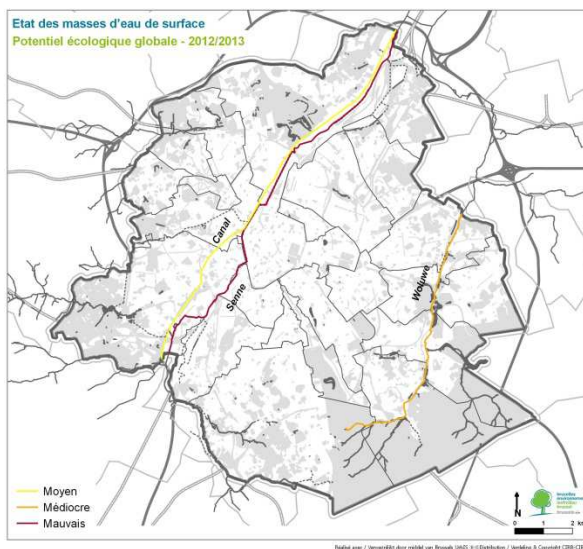 Etat des masses d'eau de surface
Potentiel écologique globale - 2012/2013
Canal
Senne
Woluwe
Moyen
Médiocre
Mauvais
N
0 1 2 km